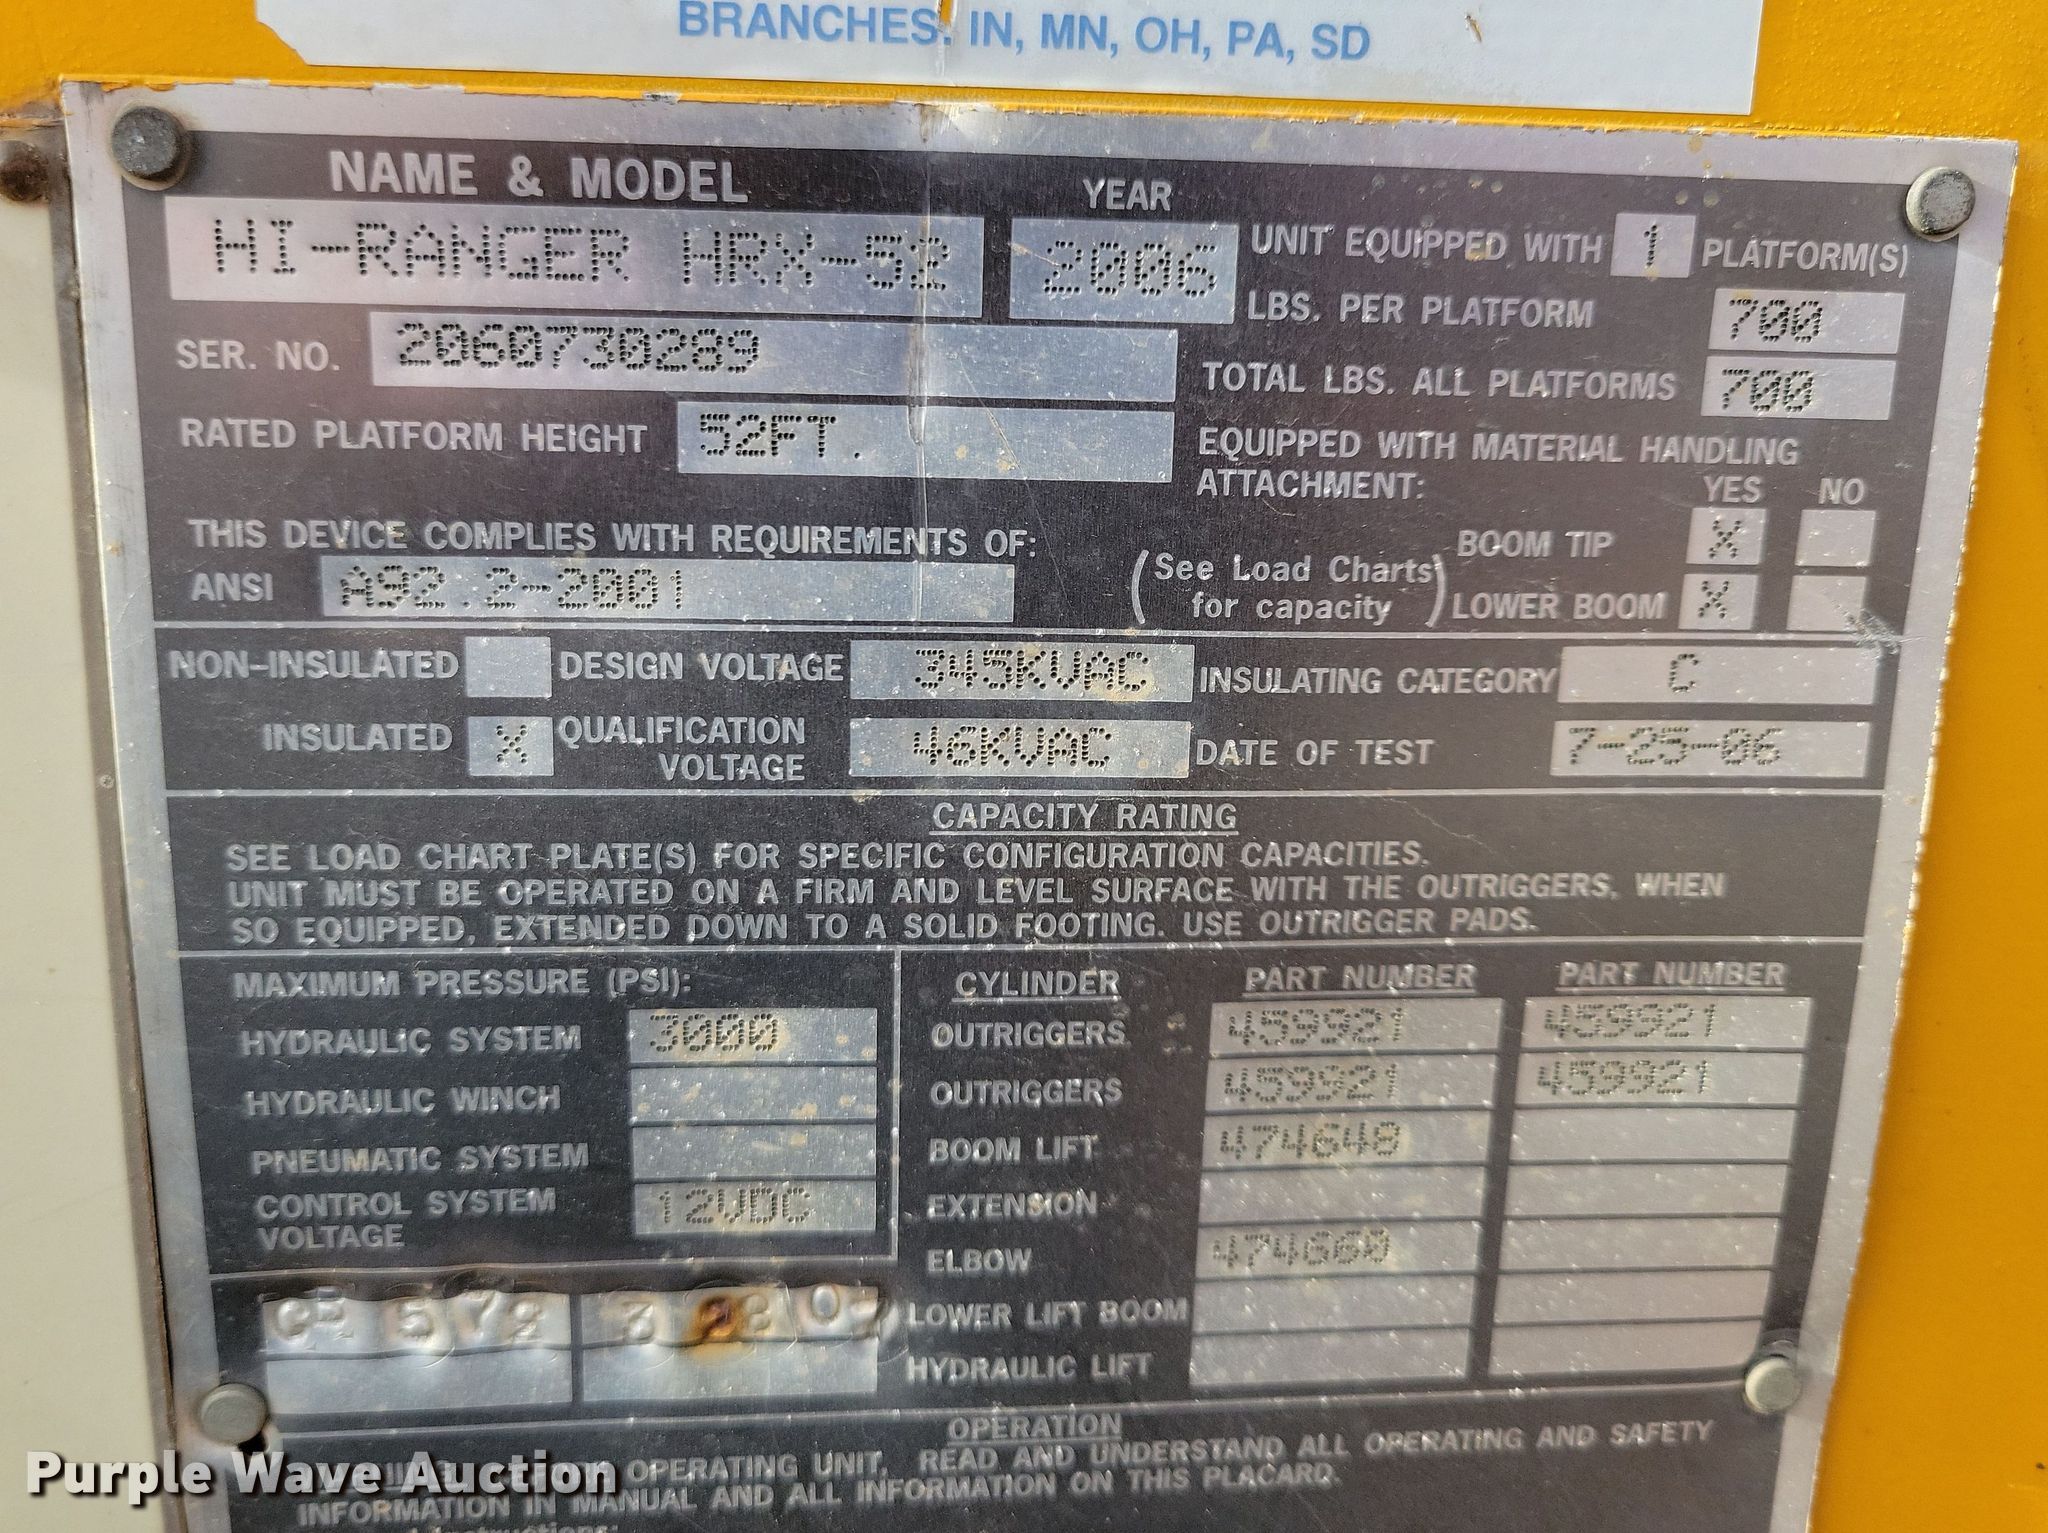 BRANCHES: IN, MN, OH, PA, SD
NAME & MODEL
HI-RANGER HRX-52
YEAR
2006
UNIT EQUIPPED WITH 1 PLATFORM(S)
LBS. PER PLATFORM 700
SER. NO. 2060730289
TOTAL LBS. ALL PLATFORMS 700
RATED PLATFORM HEIGHT 52FT.
EQUIPPED WITH MATERIAL HANDLING
ATTACHMENT: YES NO
THIS DEVICE COMPLIES WITH REQUIREMENTS OF:
ANSI A92.2-2001
(See Load Charts
for capacity)
BOOM TIP X
LOWER BOOM X
NON-INSULATED DESIGN VOLTAGE 345KVAC INSULATING CATEGORY C
INSULATED X QUALIFICATION
VOLTAGE 46KVAC DATE OF TEST 7-25-06
CAPACITY RATING
SEE LOAD CHART PLATE(S) FOR SPECIFIC CONFIGURATION CAPACITIES.
UNIT MUST BE OPERATED ON A FIRM AND LEVEL SURFACE WITH THE OUTRIGGERS, WHEN
SO EQUIPPED, EXTENDED DOWN TO A SOLID FOOTING. USE OUTRIGGER PADS.
MAXIMUM PRESSURE (PSI):
HYDRAULIC SYSTEM 3000
HYDRAULIC WINCH
PNEUMATIC SYSTEM
CONTROL SYSTEM
VOLTAGE 12VDC
CYLINDER PART NUMBER PART NUMBER
OUTRIGGERS 459921 459921
OUTRIGGERS 459921 459921
BOOM LIFT 474648
EXTENSION
ELBOW 474660
LOWER LIFT BOOM
HYDRAULIC LIFT
OPERATION
OPERATING UNIT, READ AND UNDERSTAND ALL OPERATING AND SAFETY
INFORMATION IN MANUAL AND ALL INFORMATION ON THIS PLACARD.
Purple Wave Auction